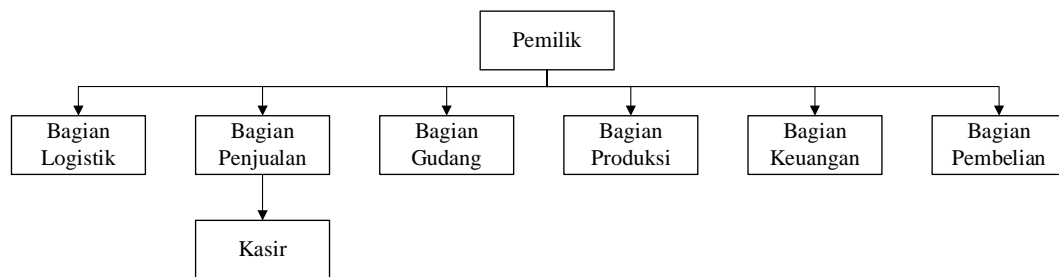 Pemilik
Bagian
Logistik
Bagian
Penjualan
Bagian
Gudang
Bagian
Produksi
Bagian
Keuangan
Bagian
Pembelian
Kasir